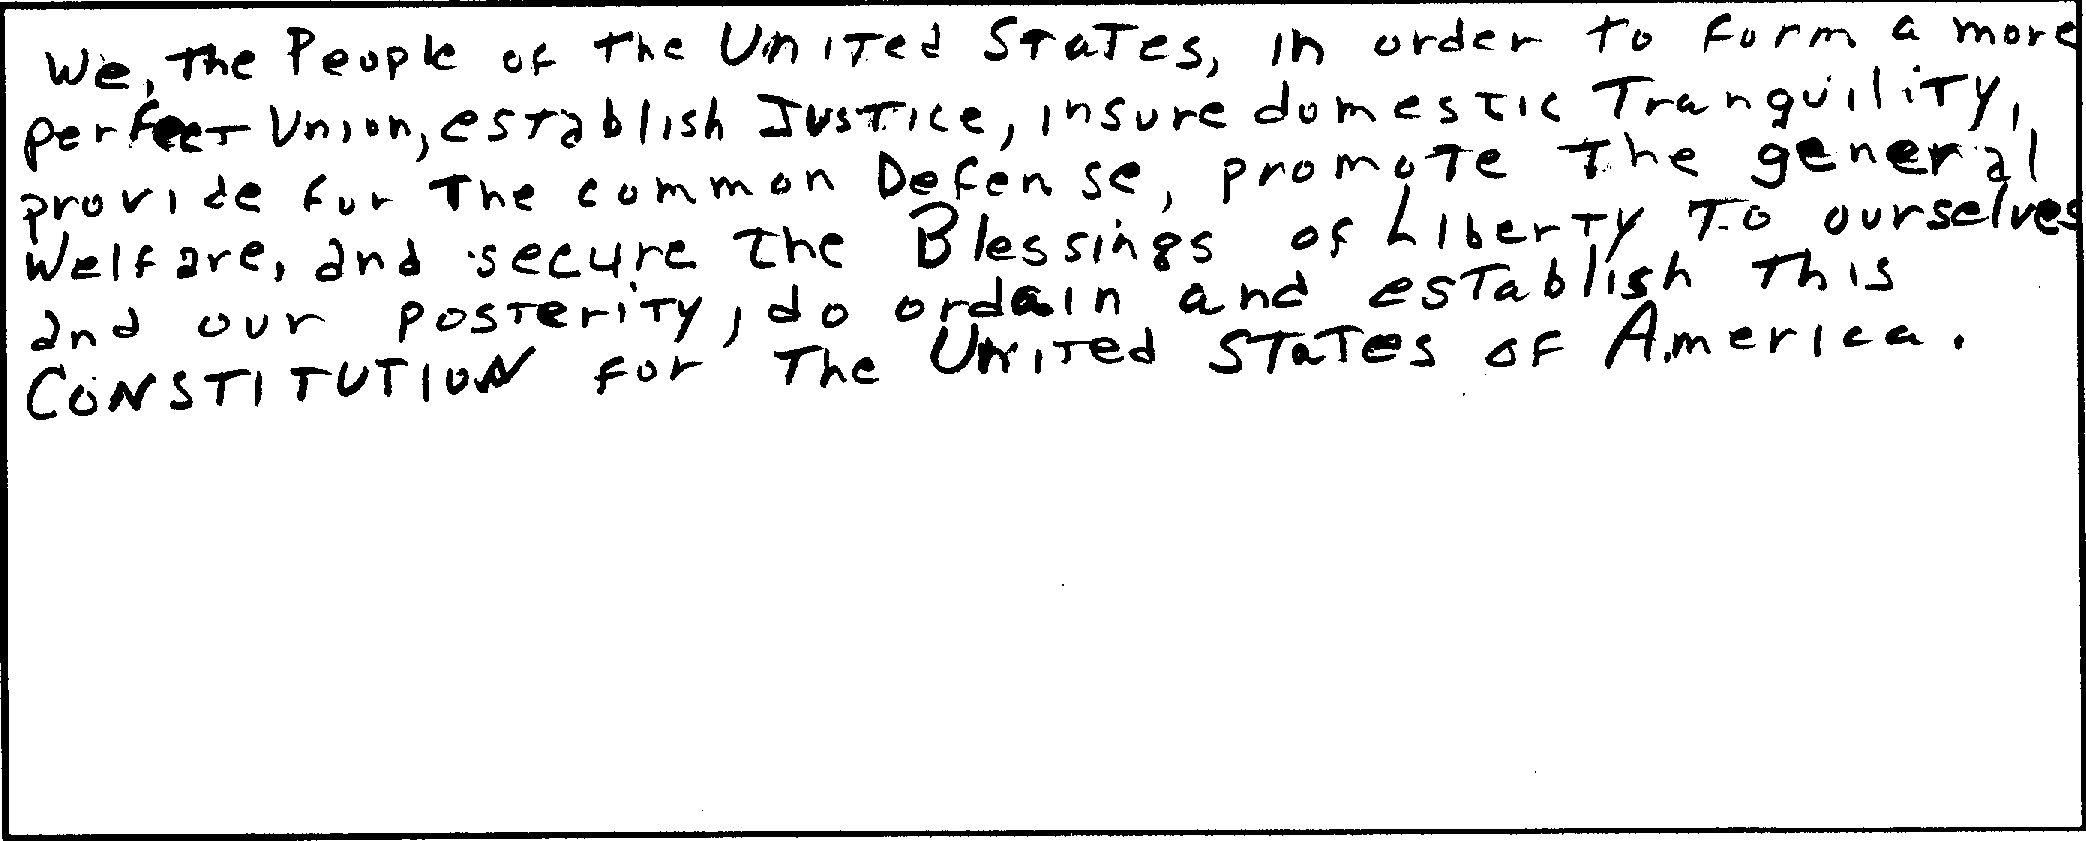 We, the People of the United States, in order to form a more
perfect Union, establish Justice, insure domestic Tranquility,
provide for the common Defense, promote the general
Welfare, and secure the Blessings of Liberty to ourselves
and our posterity, do ordain and establish this
CONSTITUTION for the United States of America.